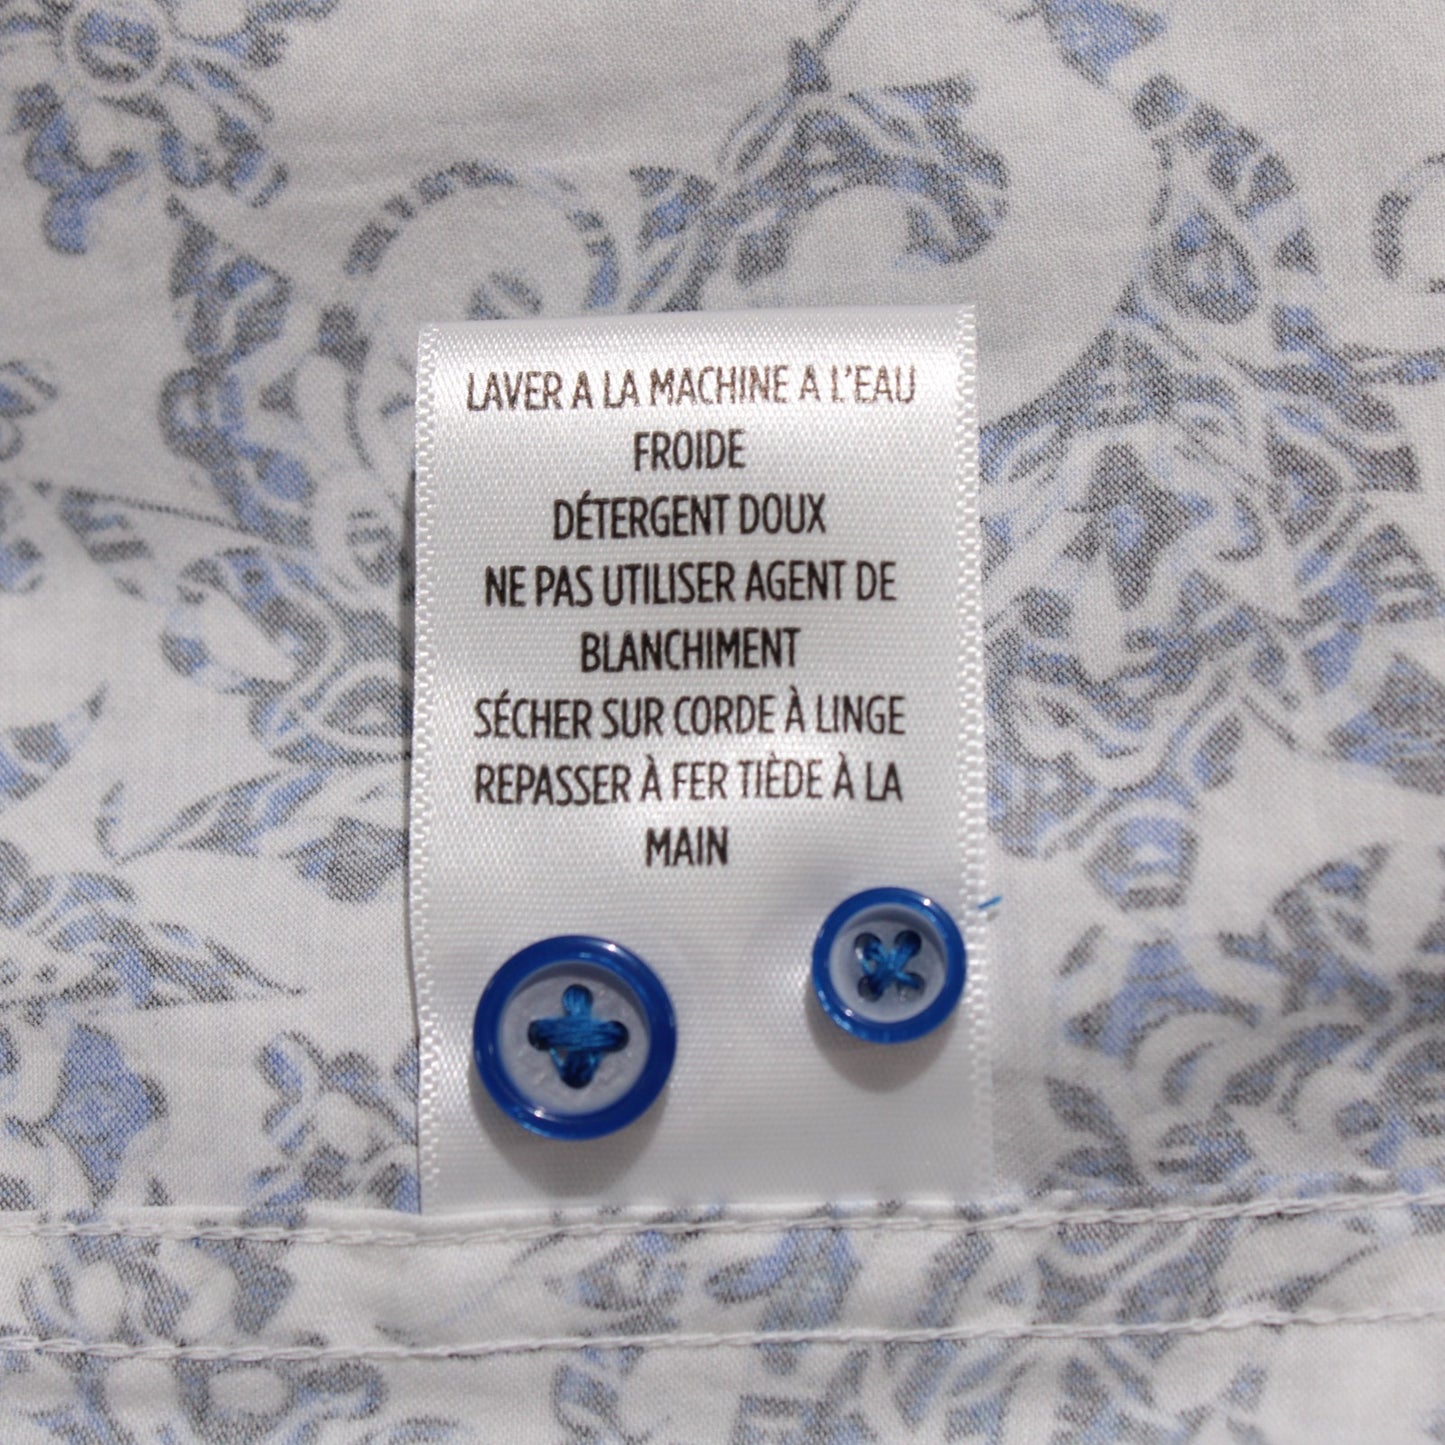 LAVER A LA MACHINE A L'EAU
FROIDE
DÉTERGENT DOUX
NE PAS UTILISER AGENT DE
BLANCHIMENT
SÉCHER SUR CORDE À LINGE
REPASSER À FER TIÈDE À LA
MAIN